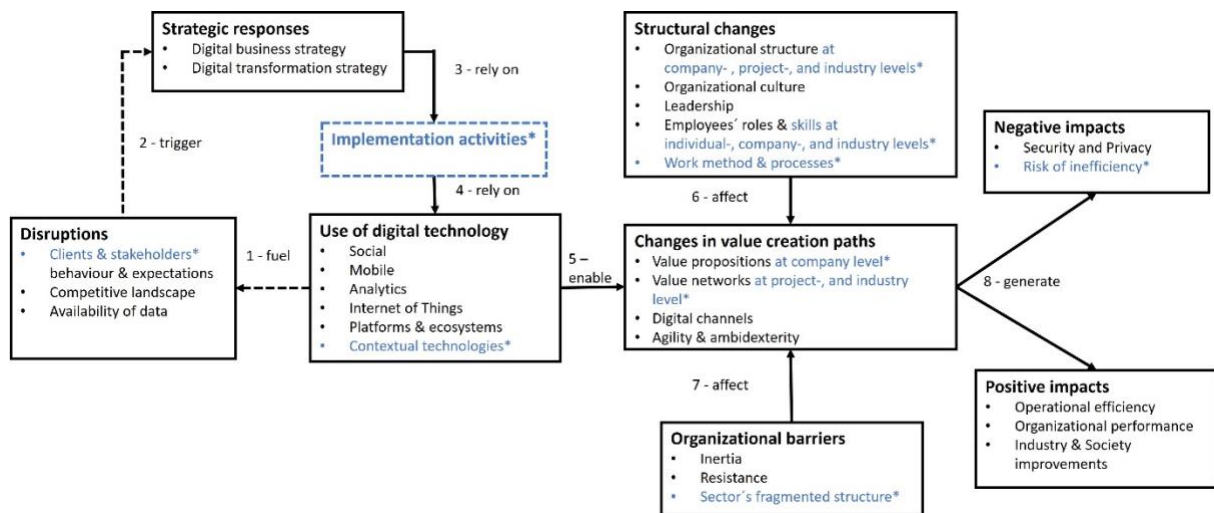 Strategic responses
• Digital business strategy
• Digital transformation strategy
3 - rely on
2 - trigger
Implementation activities*
4 - rely on
Disruptions
• Clients & stakeholders*
behaviour & expectations
• Competitive landscape
• Availability of data
1 - fuel
Use of digital technology
• Social
• Mobile
• Analytics
• Internet of Things
• Platforms & ecosystems
• Contextual technologies*
5 –
enable
Structural changes
• Organizational structure at
company- , project-, and industry levels*
• Organizational culture
• Leadership
• Employees´ roles & skills at
individual-, company-, and industry levels*
• Work method & processes*
6 - affect
Changes in value creation paths
• Value propositions at company level*
• Value networks at project-, and industry
level*
• Digital channels
• Agility & ambidexterity
7 - affect
Organizational barriers
• Inertia
• Resistance
• Sector´s fragmented structure*
Negative impacts
• Security and Privacy
• Risk of inefficiency*
8 - generate
Positive impacts
• Operational efficiency
• Organizational performance
• Industry & Society
improvements